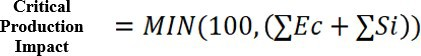 Critical
Production
Impact
= MIN(100, (∑Ec + ∑Si))